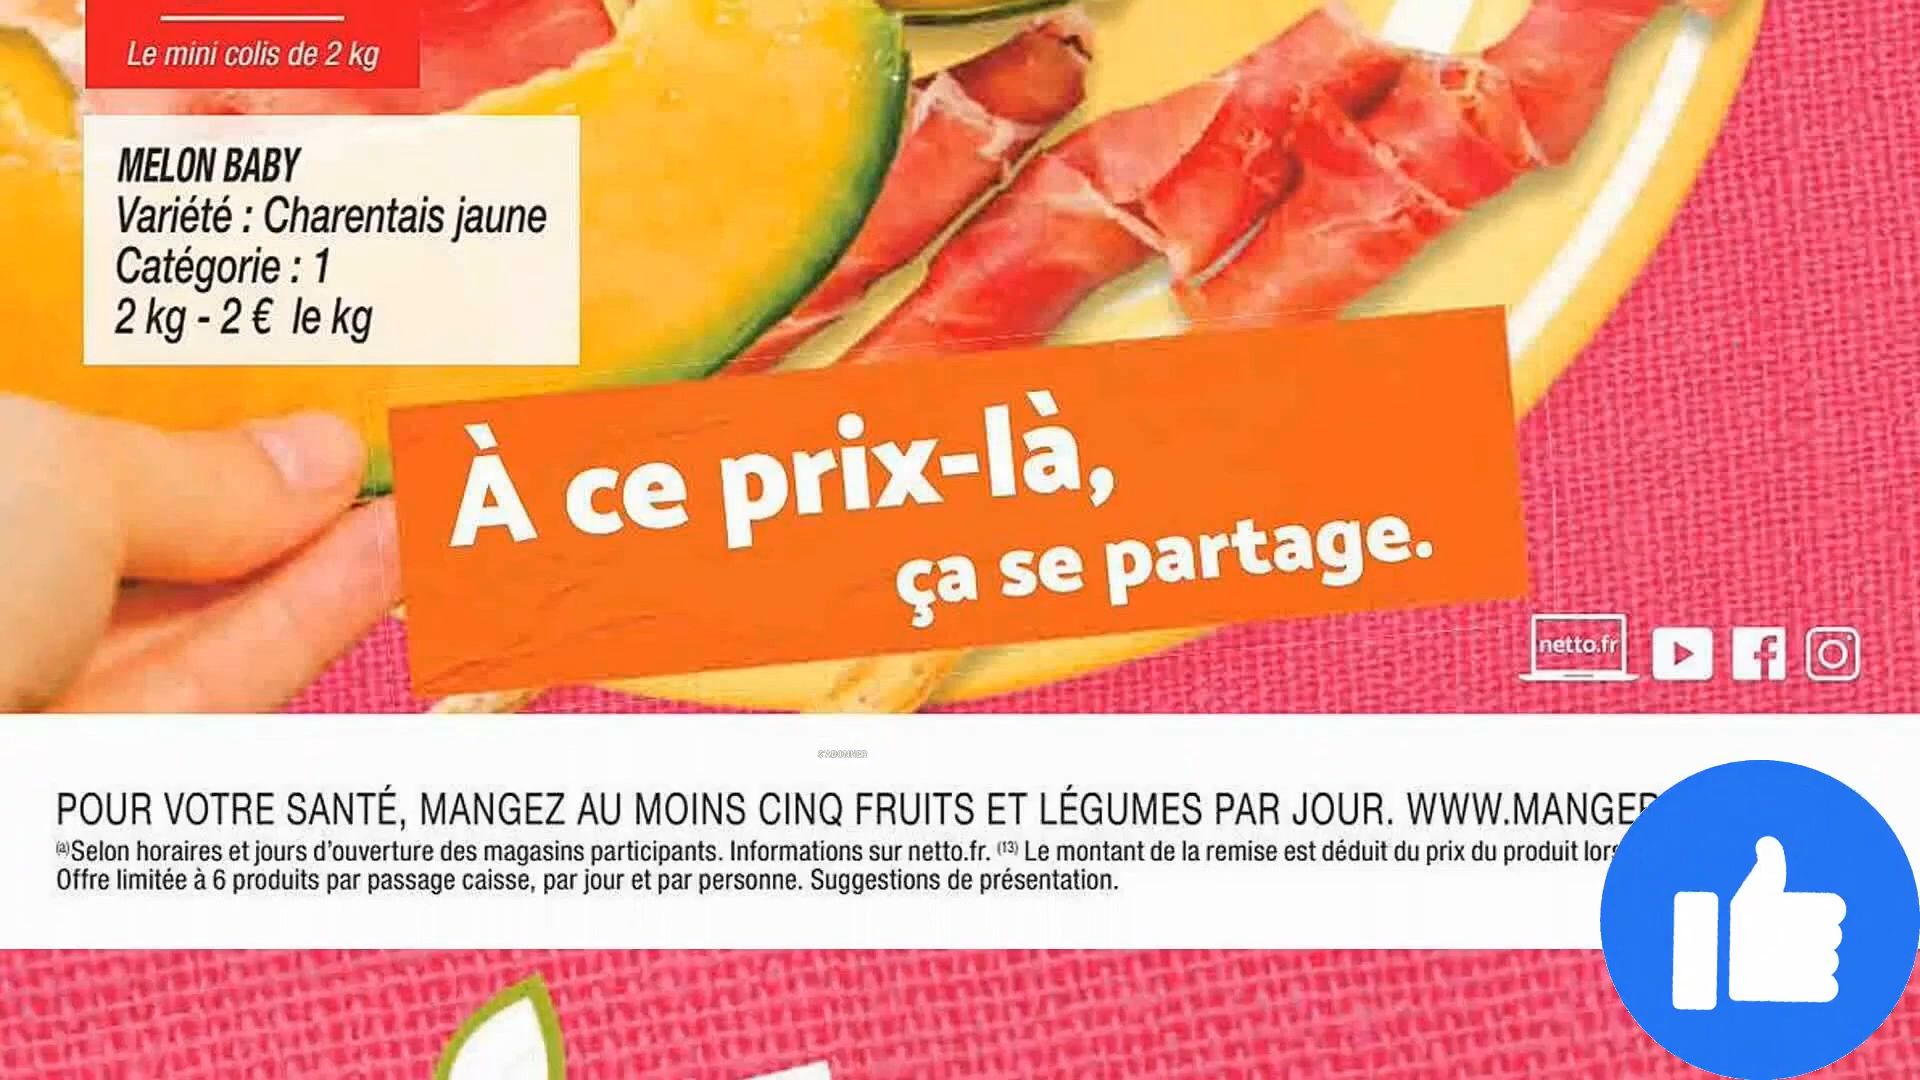 Le mini colis de 2 kg
MELON BABY
Variété : Charentais jaune
Catégorie : 1
2 kg - 2 € le kg
À ce prix-là,
ça se partage.
netto.fr
S'ABONNER
POUR VOTRE SANTÉ, MANGEZ AU MOINS CINQ FRUITS ET LÉGUMES PAR JOUR.
(a)Selon horaires et jours d'ouverture des magasins participants. Informations sur netto.fr. (13) Le montant de la remise est déduit du prix du produit
Offre limitée à 6 produits par passage caisse, par jour et par personne. Suggestions de présentation.